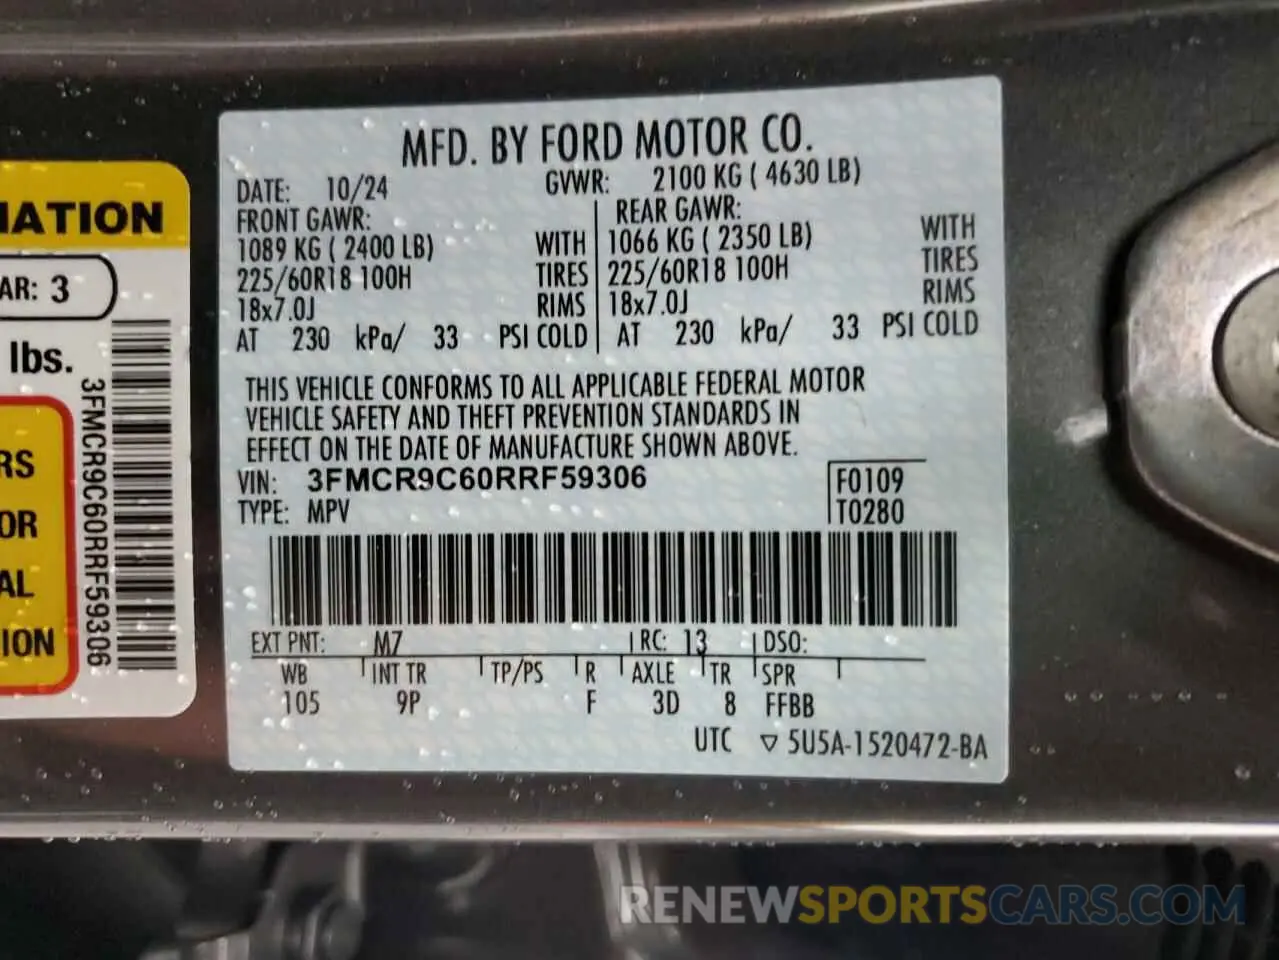 MFD. BY FORD MOTOR CO.
DATE: 10/24 GVWR: 2100 KG ( 4630 LB)
FRONT GAWR: REAR GAWR:
1089 KG ( 2400 LB) WITH 1066 KG ( 2350 LB) WITH
225/60R18 100H TIRES 225/60R18 100H TIRES
18x7.0J RIMS 18x7.0J RIMS
AT 230 kPa/ 33 PSI COLD AT 230 kPa/ 33 PSI COLD
THIS VEHICLE CONFORMS TO ALL APPLICABLE FEDERAL MOTOR
VEHICLE SAFETY AND THEFT PREVENTION STANDARDS IN
EFFECT ON THE DATE OF MANUFACTURE SHOWN ABOVE.
VIN: 3FMCR9C60RRF59306 F0109
TYPE: MPV T0280
EXT PNT: M7 RC: 13 DSO:
WB INT TR TP/PS R AXLE TR SPR
105 9P F 3D 8 FFBB
UTC ▽ 5U5A-1520472-BA
IATION
AR: 3
lbs.
3FMCR9C60RRF59306
RS
OR
AL
ION
RENEWSPORTSCARS.COM